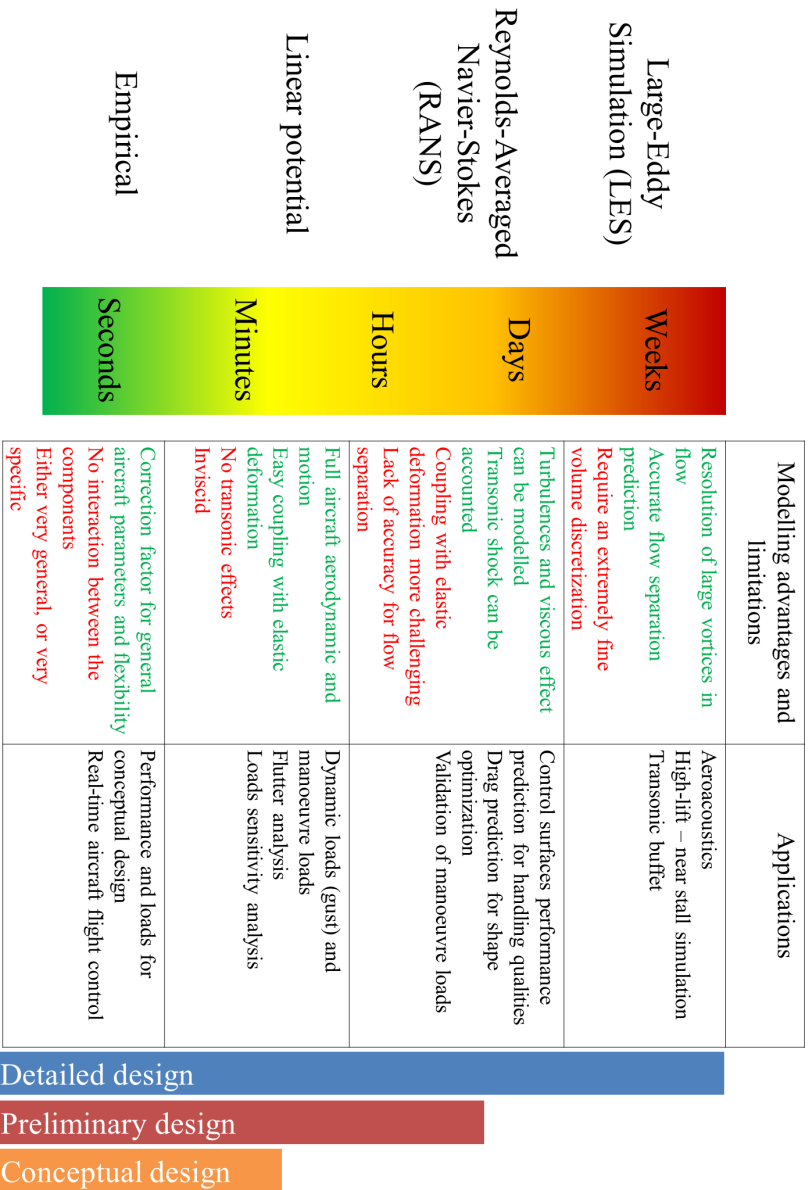 Large-Eddy
Simulation (LES)
Reynolds-Averaged
Navier-Stokes
(RANS)
Linear potential
Empirical
Weeks
Days
Hours
Minutes
Seconds
Modelling advantages and
limitations
Applications
Resolution of large vortices in
flow
Accurate flow separation
prediction
Require an extremely fine
volume discretization
Aeroacoustics
High-lift – near stall simulation
Transonic buffet
Turbulences and viscous effect
can be modelled
Transonic shock can be
accounted
Coupling with elastic
deformation more challenging
Lack of accuracy for flow
separation
Control surfaces performance
prediction for handling qualities
Drag prediction for shape
optimization
Validation of manoeuvre loads
Full aircraft aerodynamic and
motion
Easy coupling with elastic
deformation
No transonic effects
Inviscid
Dynamic loads (gust) and
manoeuvre loads
Flutter analysis
Loads sensitivity analysis
Correction factor for general
aircraft parameters and flexibility
No interaction between the
components
Either very general, or very
specific
Performance and loads for
conceptual design
Real-time aircraft flight control
Detailed design
Preliminary design
Conceptual design